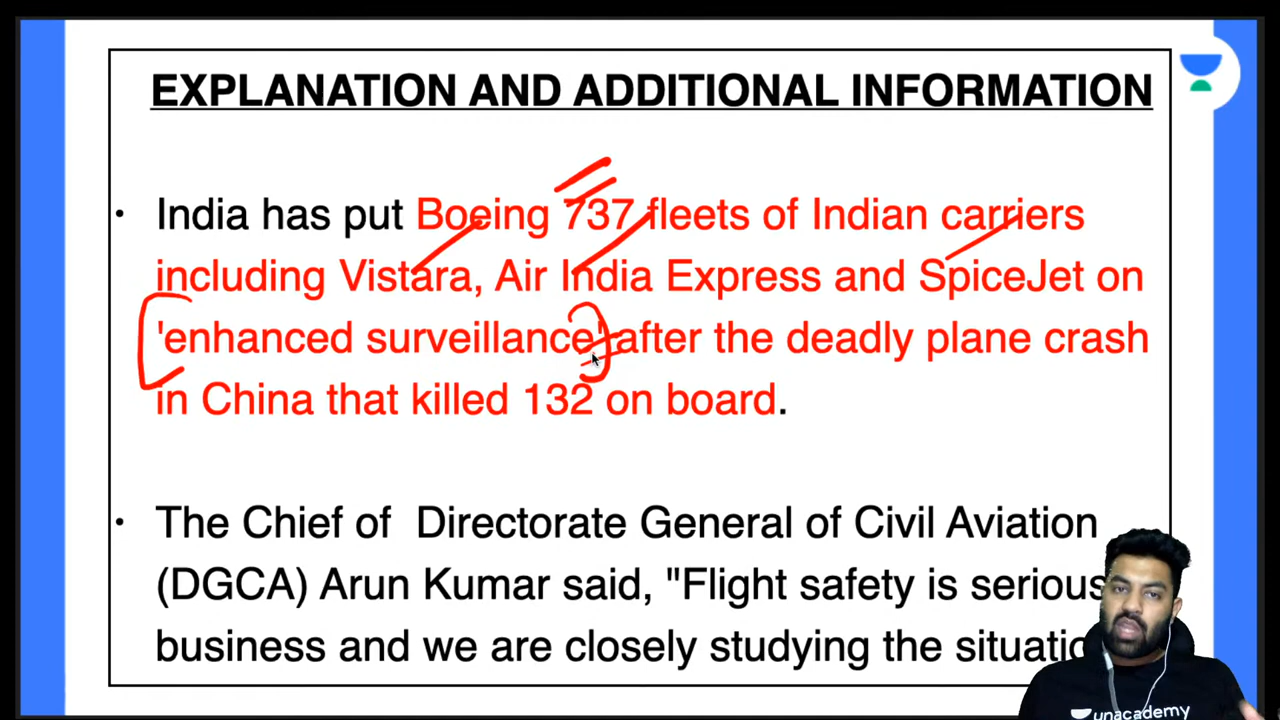 EXPLANATION AND ADDITIONAL INFORMATION
• India has put Boeing 737 fleets of Indian carriers
including Vistara, Air India Express and SpiceJet on
'enhanced surveillance' after the deadly plane crash
in China that killed 132 on board.
• The Chief of Directorate General of Civil Aviation
(DGCA) Arun Kumar said, "Flight safety is serious
business and we are closely studying the situatio
unacademy